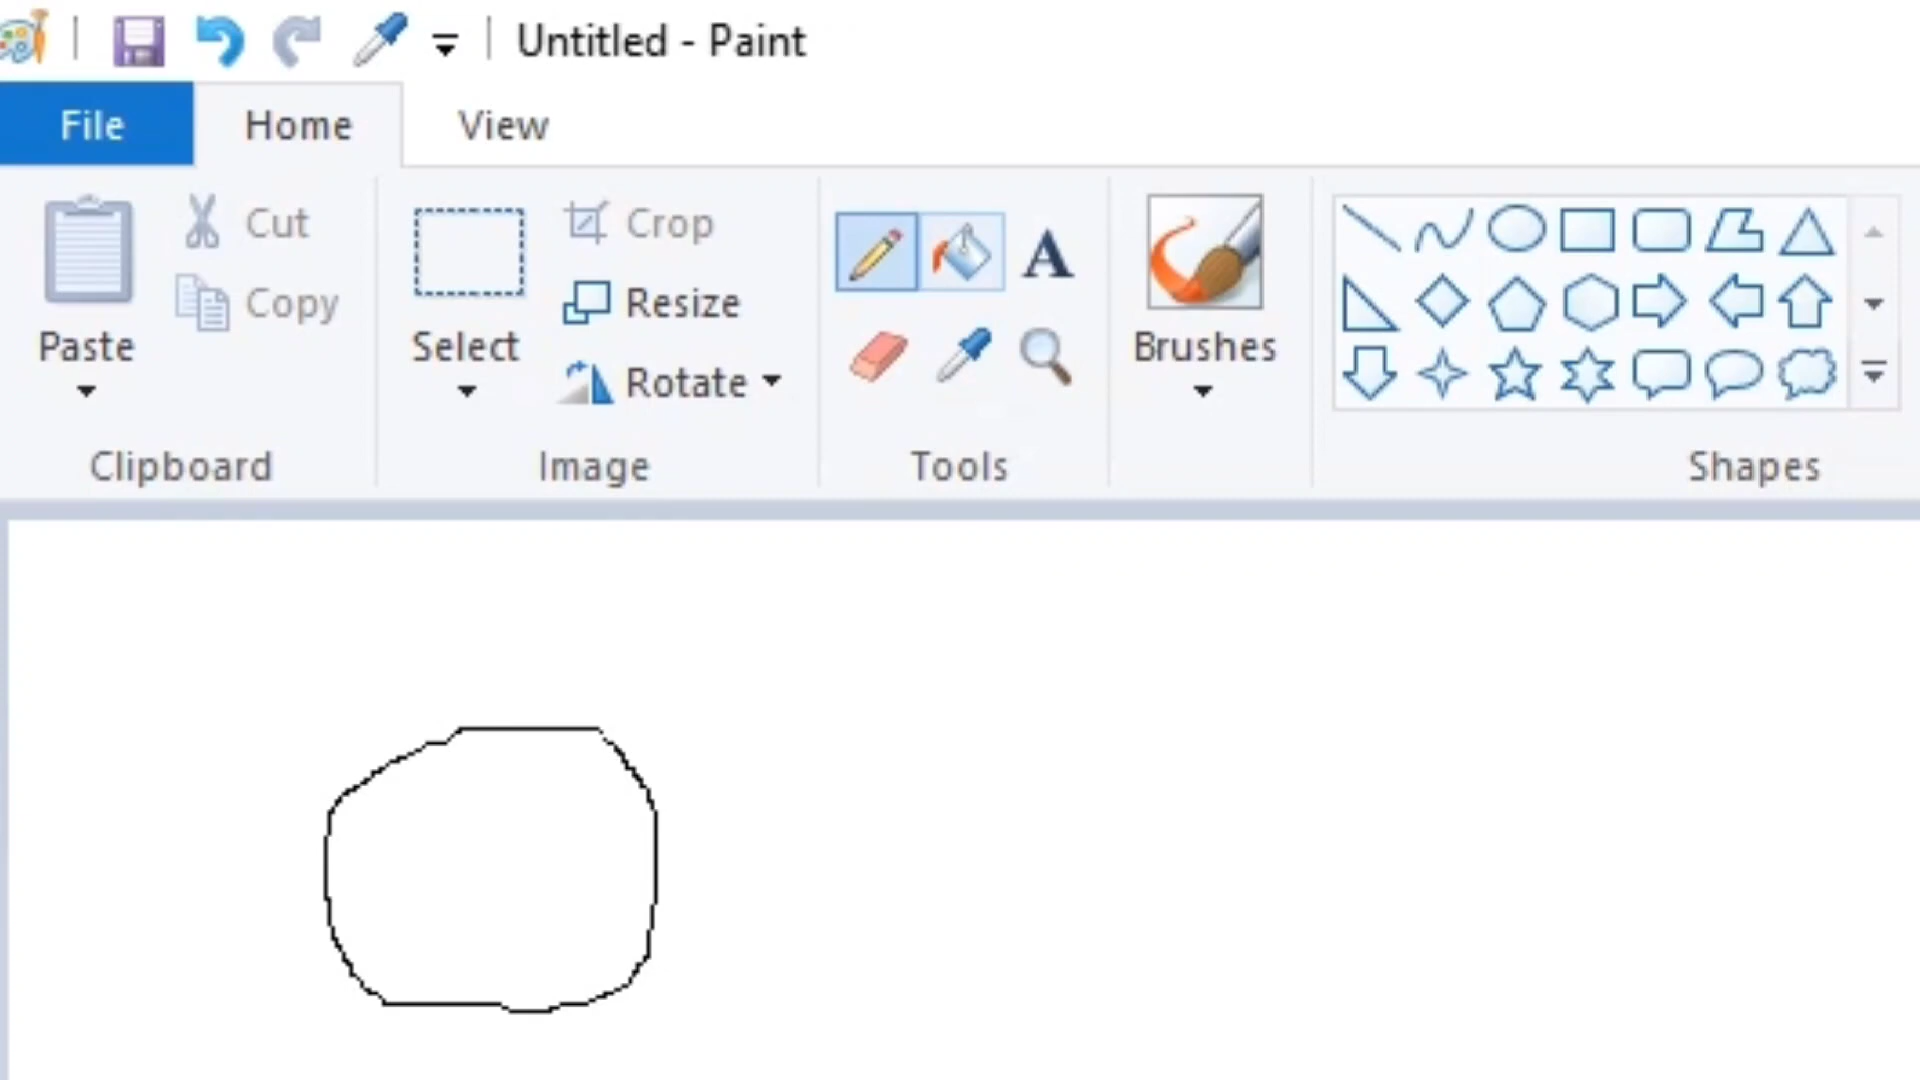 Untitled - Paint
File Home View
Paste
Cut
Copy
Clipboard
Select
Crop
Resize
Rotate
Image
A
Tools
Brushes
Shapes